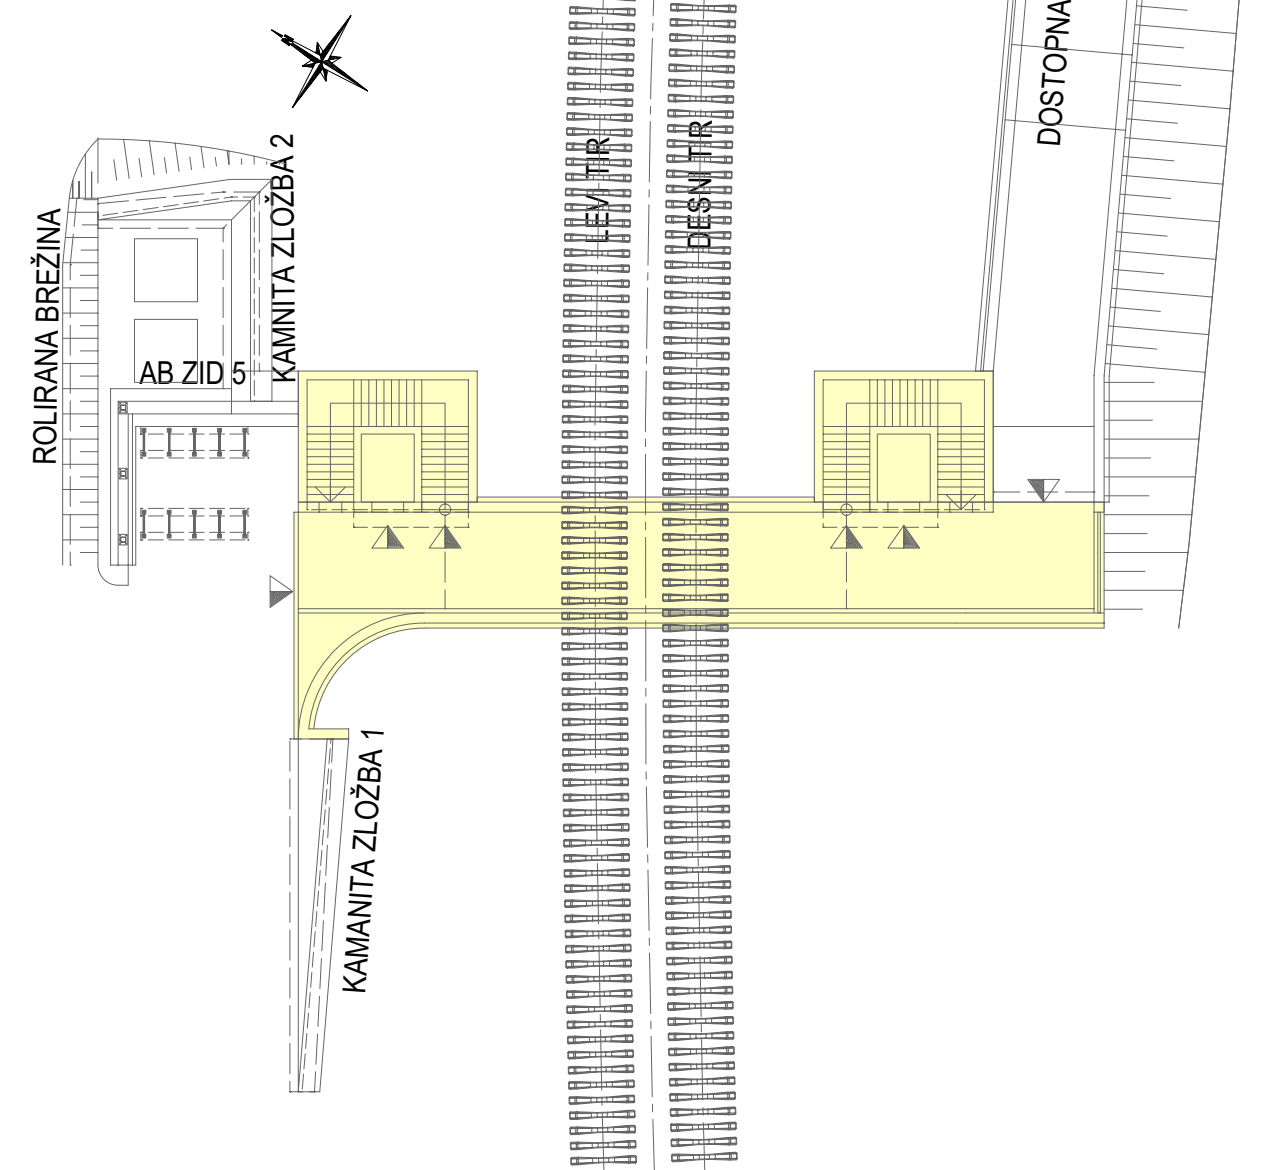 DOSTOPNA
LEVI TIR
DESNI TIR
KAMNITA ZLOŽBA 2
ROLIRANA BREŽINA
AB ZID 5
KAMANITA ZLOŽBA 1